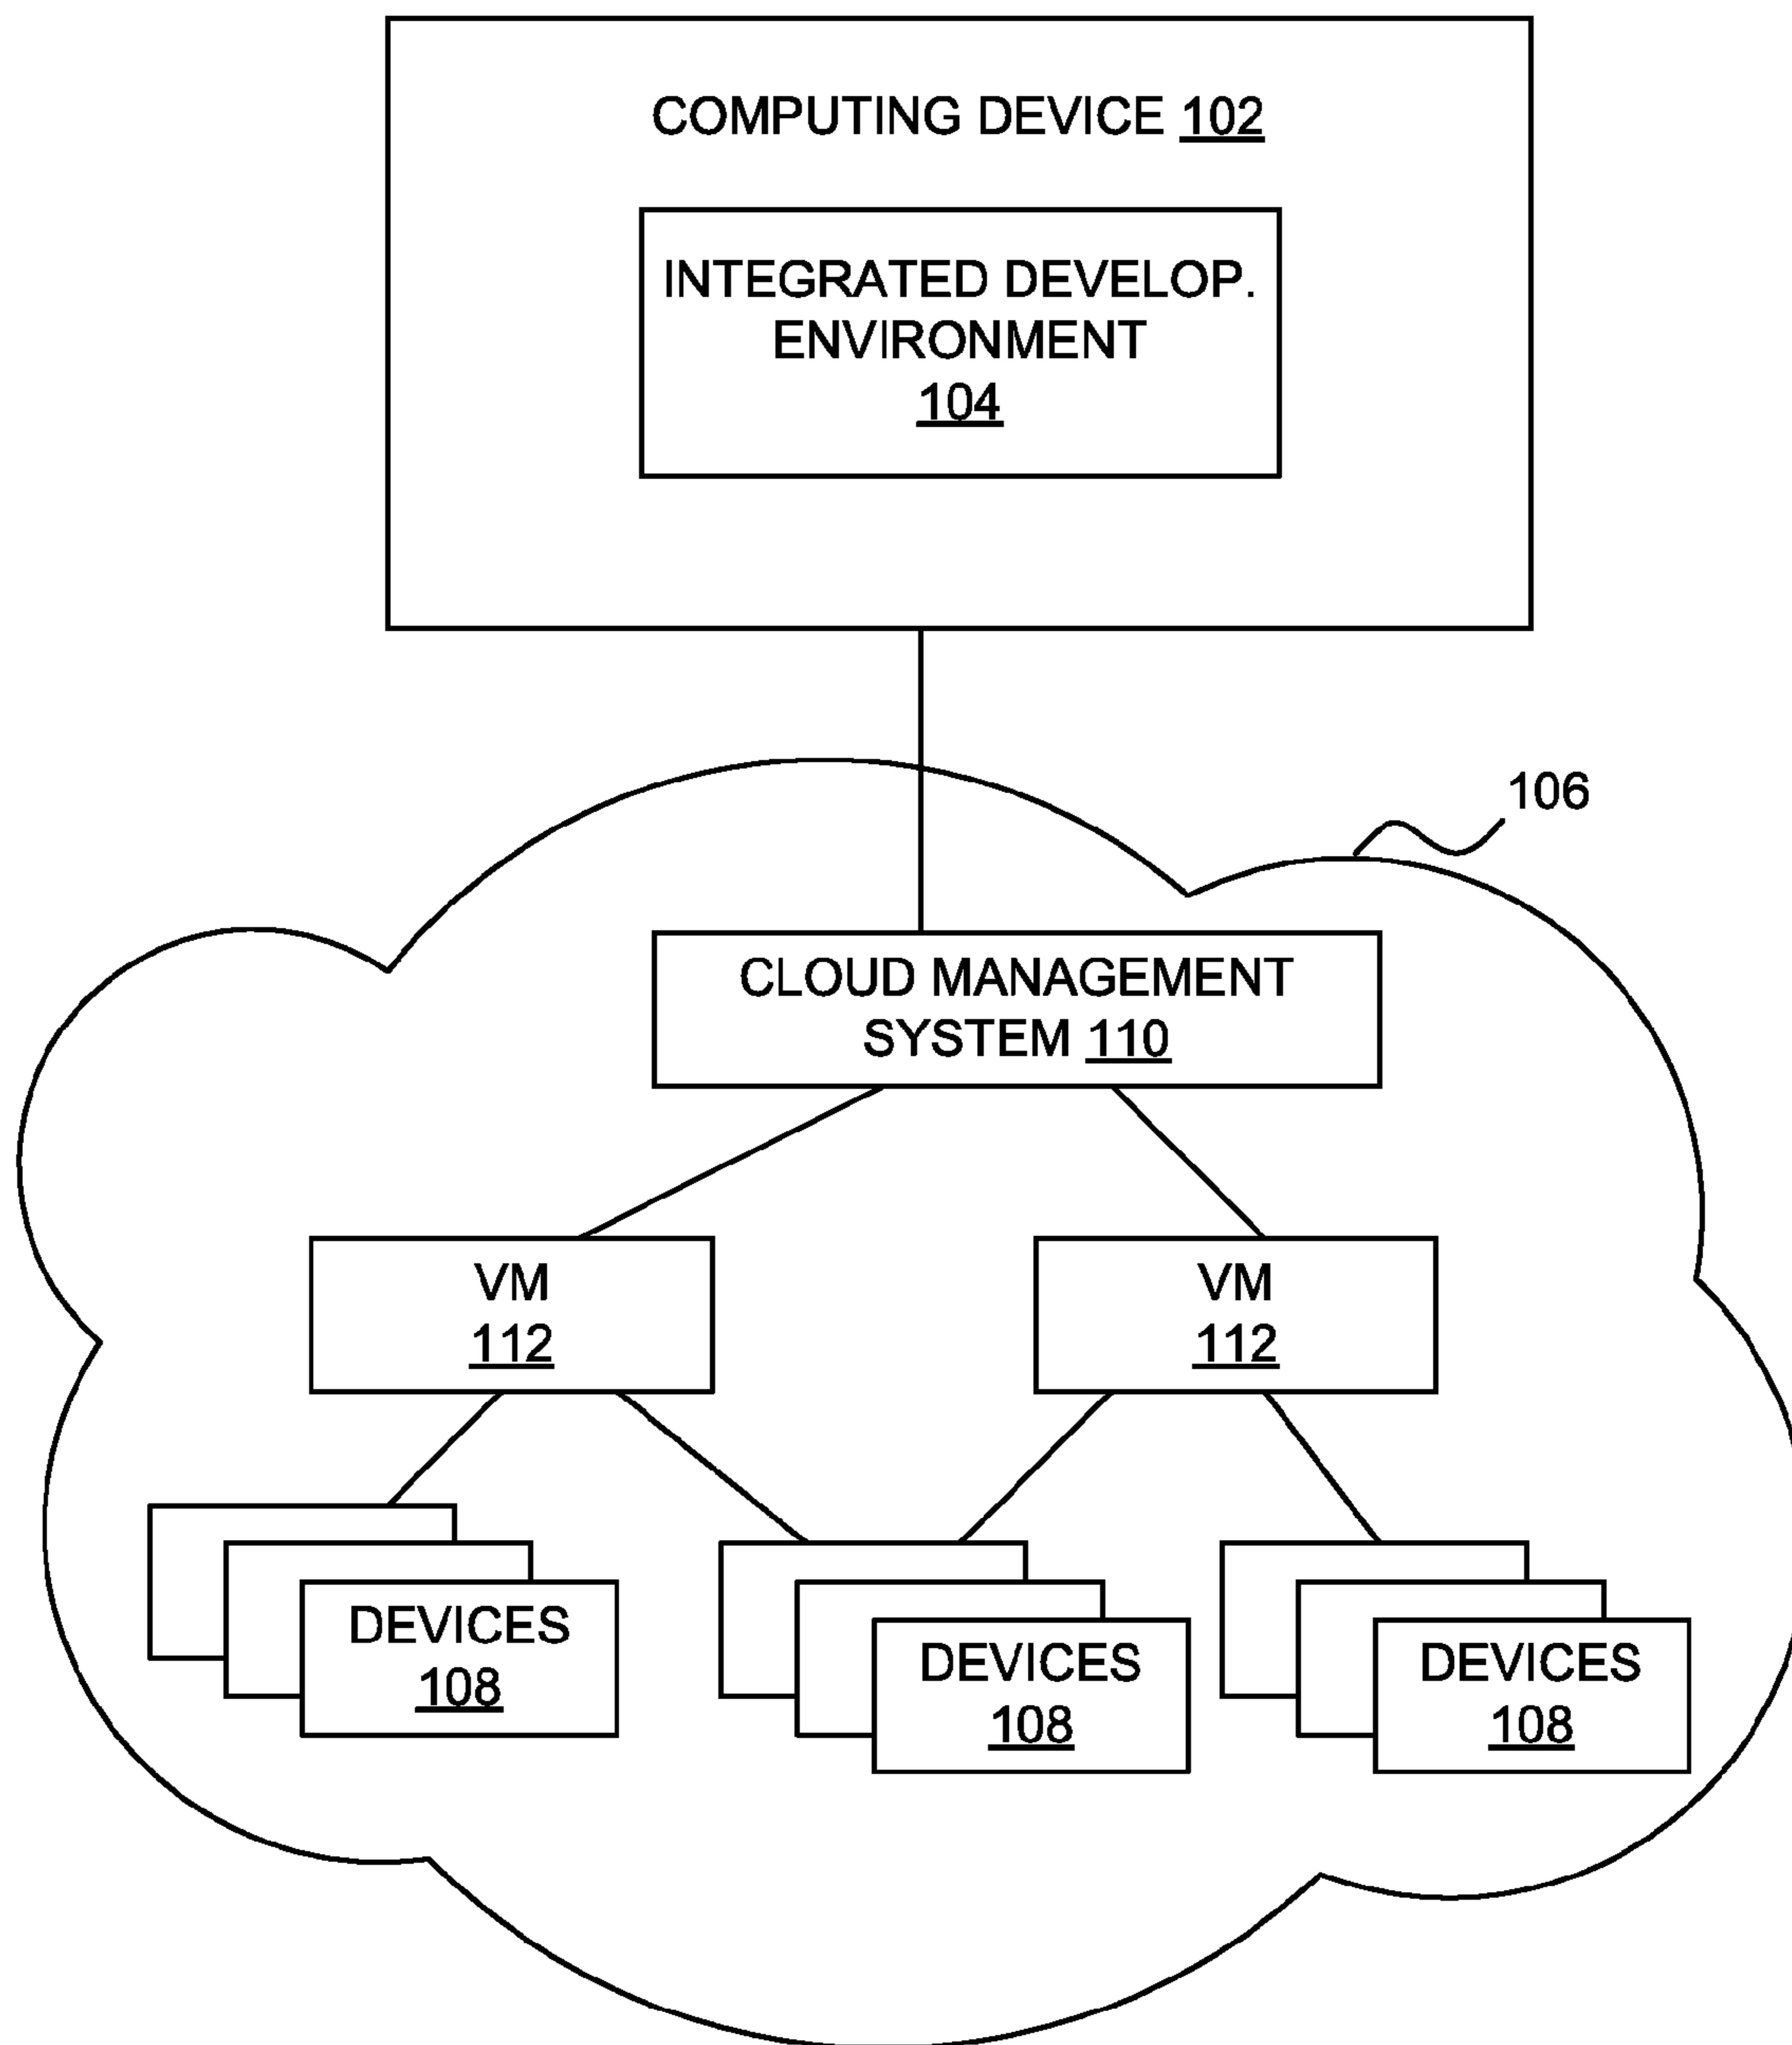 COMPUTING DEVICE 102
INTEGRATED DEVELOP.
ENVIRONMENT
104
106
CLOUD MANAGEMENT
SYSTEM 110
VM
112
VM
112
DEVICES
108
DEVICES
108
DEVICES
108